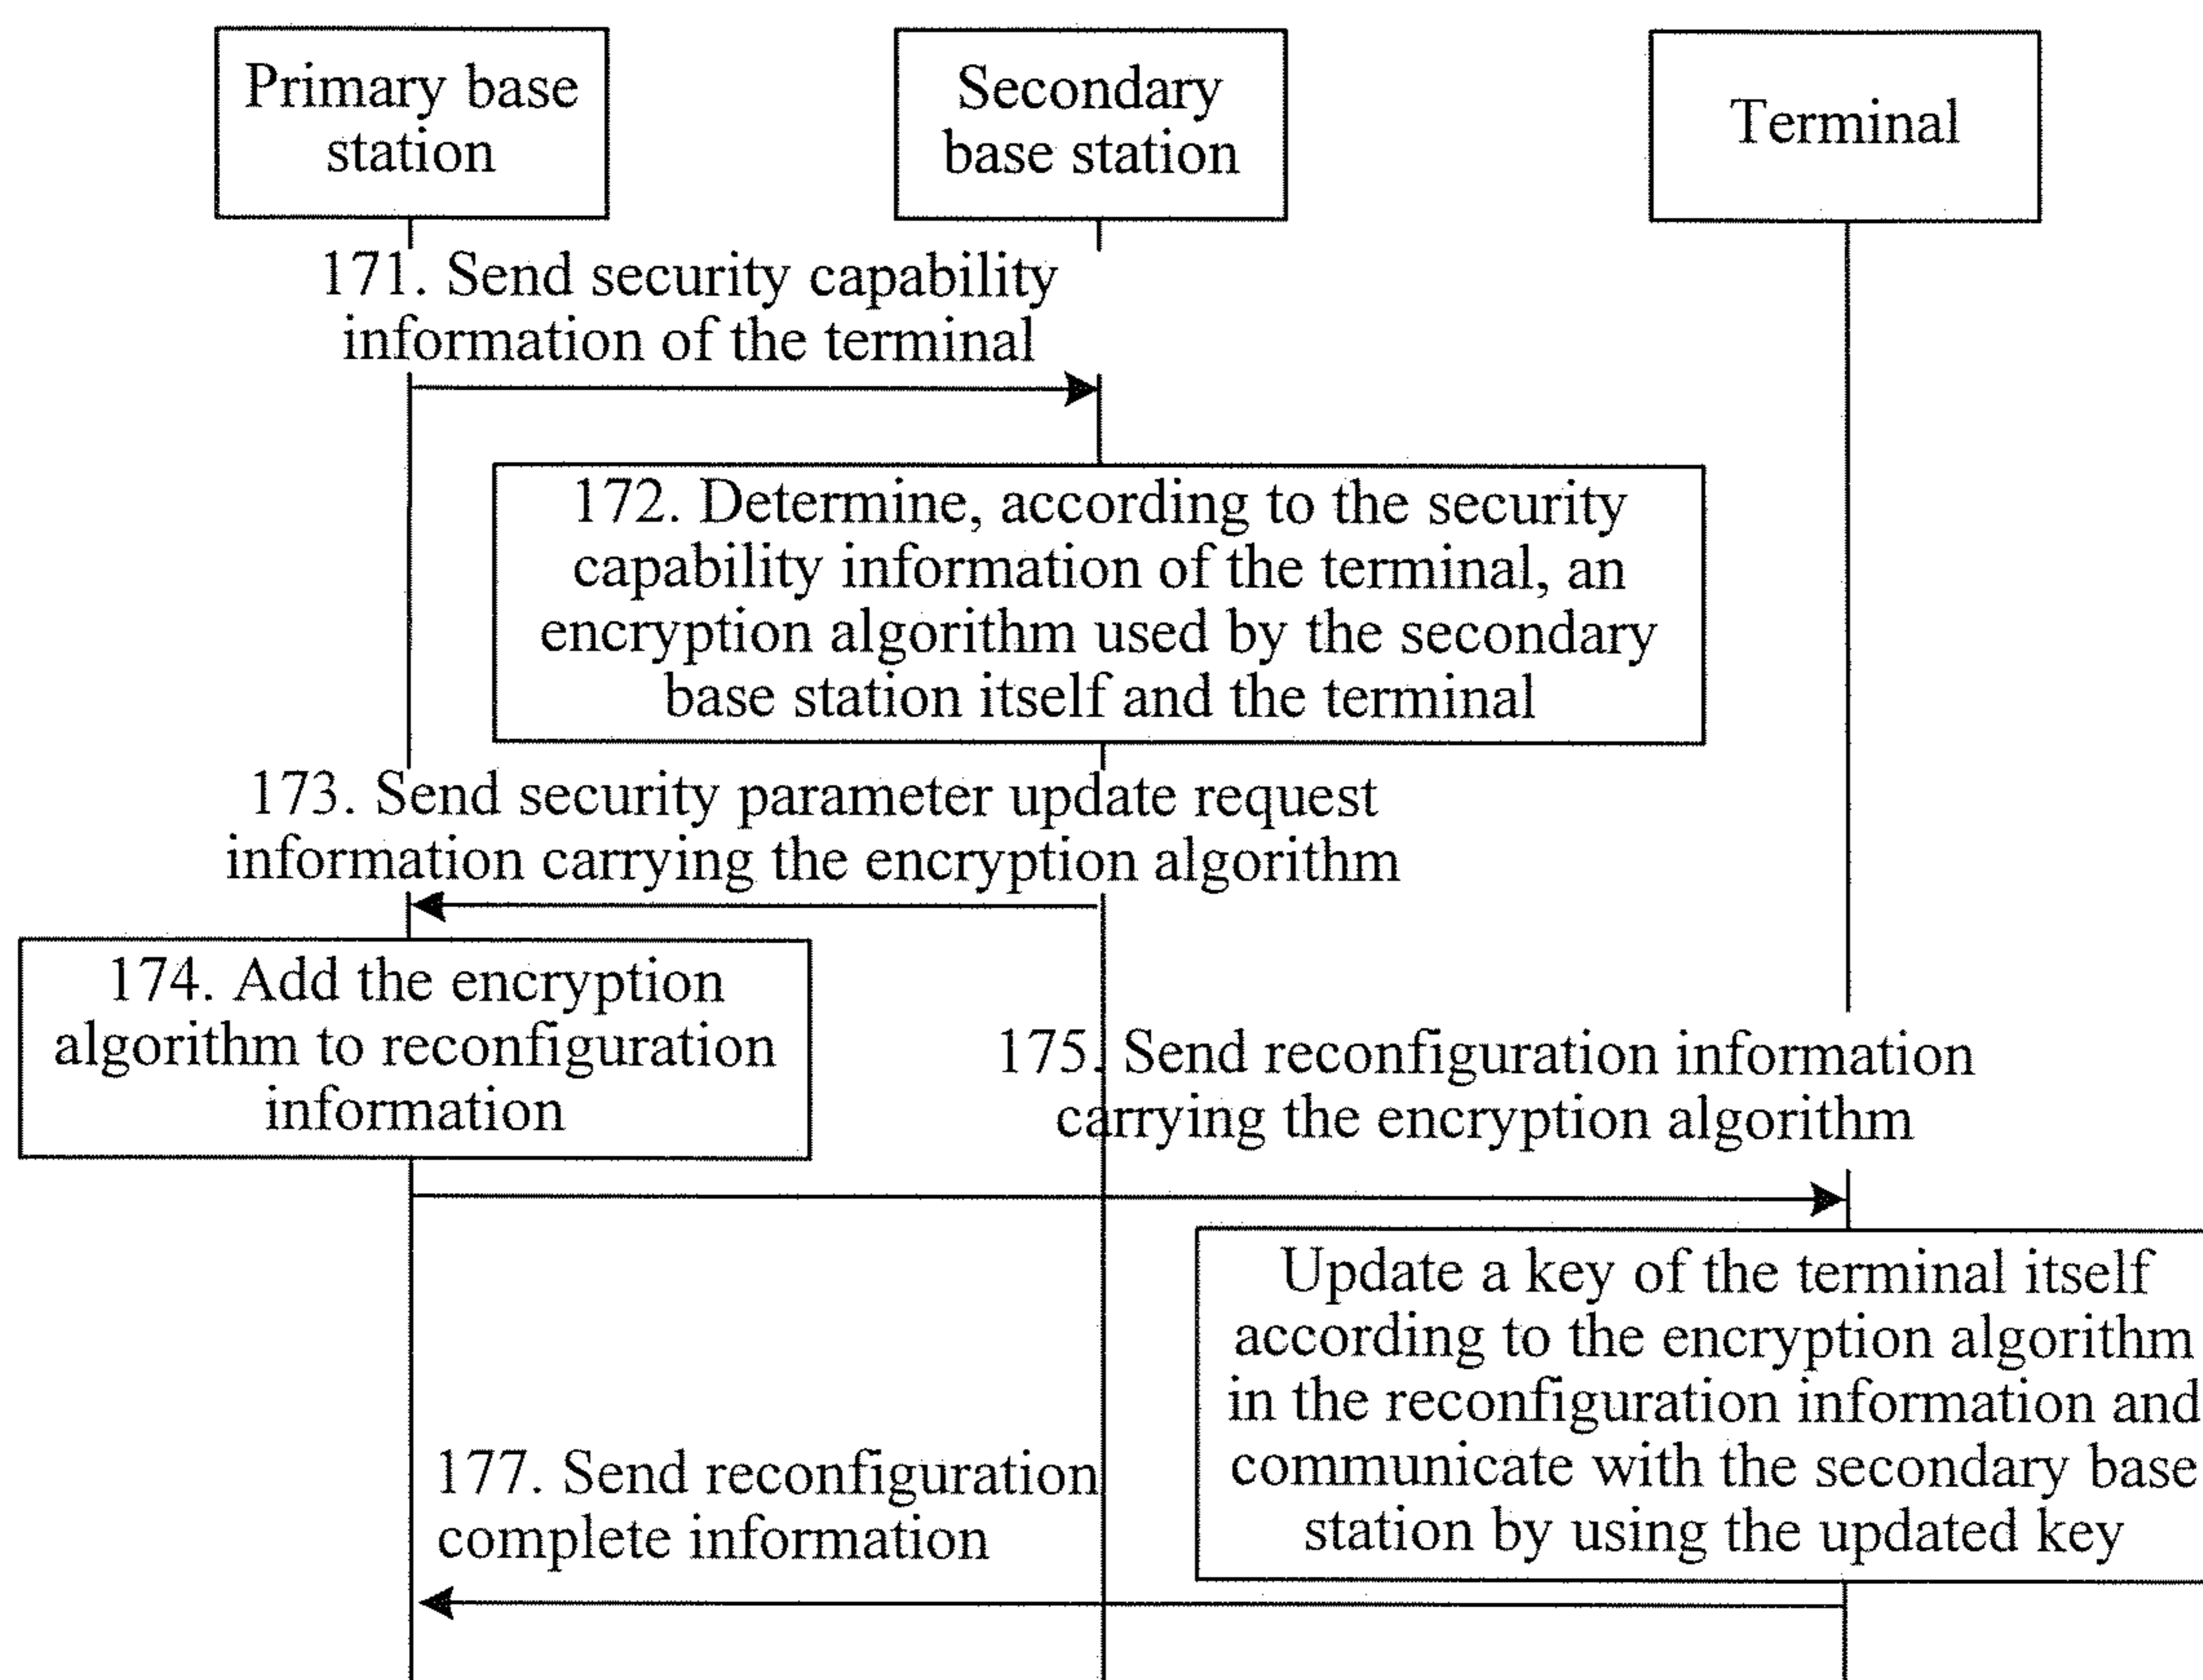 Primary base
station
Secondary
base station
Terminal
171. Send security capability
information of the terminal
172. Determine, according to the security
capability information of the terminal, an
encryption algorithm used by the secondary
base station itself and the terminal
173. Send security parameter update request
information carrying the encryption algorithm
174. Add the encryption
algorithm to reconfiguration
information
175. Send reconfiguration information
carrying the encryption algorithm
Update a key of the terminal itself
according to the encryption algorithm
in the reconfiguration information and
communicate with the secondary base
station by using the updated key
177. Send reconfiguration
complete information